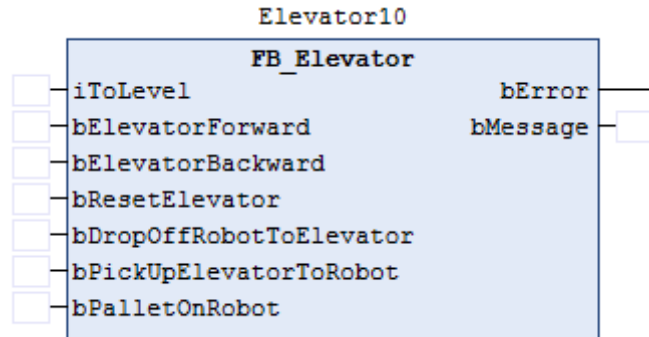 Elevator10
FB_Elevator
iToLevel bError
bElevatorForward bMessage
bElevatorBackward
bResetElevator
bDropOffRobotToElevator
bPickUpElevatorToRobot
bPalletOnRobot